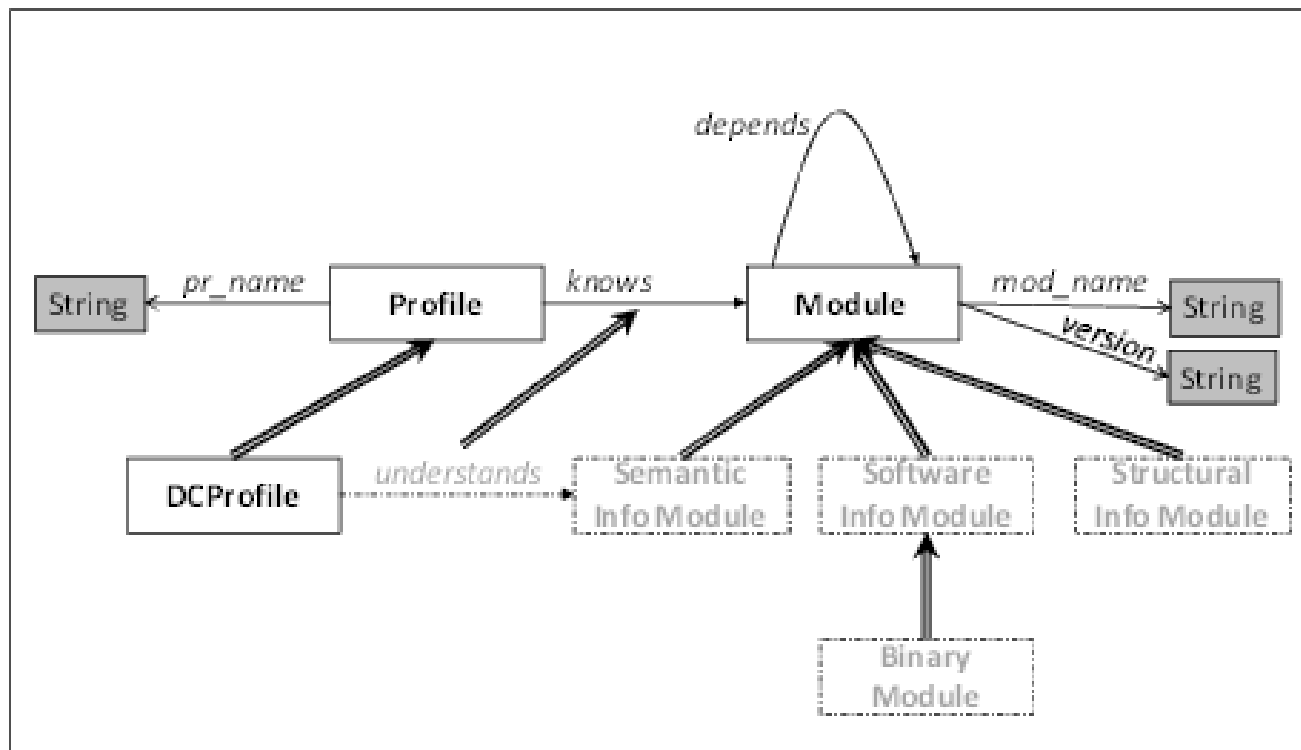 depends
pr_name
knows
mod_name
String
Profile
Module
String
version
String
understands
DCProfile
Semantic
Info Module
Software
Info Module
Structural
Info Module
Binary
Module